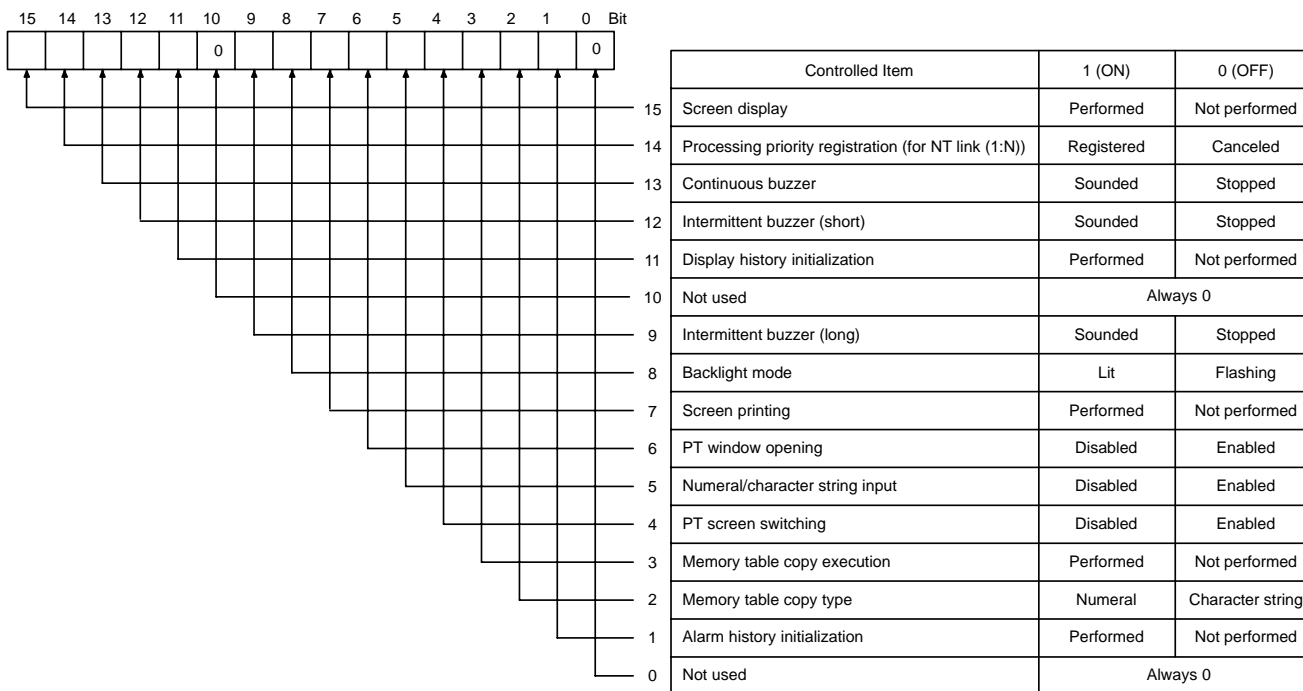 15 14 13 12 11 10 9 8 7 6 5 4 3 2 1 0 Bit
0 0
Controlled Item 1 (ON) 0 (OFF)
15 Screen display Performed Not performed
14 Processing priority registration (for NT link (1:N)) Registered Canceled
13 Continuous buzzer Sounded Stopped
12 Intermittent buzzer (short) Sounded Stopped
11 Display history initialization Performed Not performed
10 Not used Always 0
9 Intermittent buzzer (long) Sounded Stopped
8 Backlight mode Lit Flashing
7 Screen printing Performed Not performed
6 PT window opening Disabled Enabled
5 Numeral/character string input Disabled Enabled
4 PT screen switching Disabled Enabled
3 Memory table copy execution Performed Not performed
2 Memory table copy type Numeral Character string
1 Alarm history initialization Performed Not performed
0 Not used Always 0